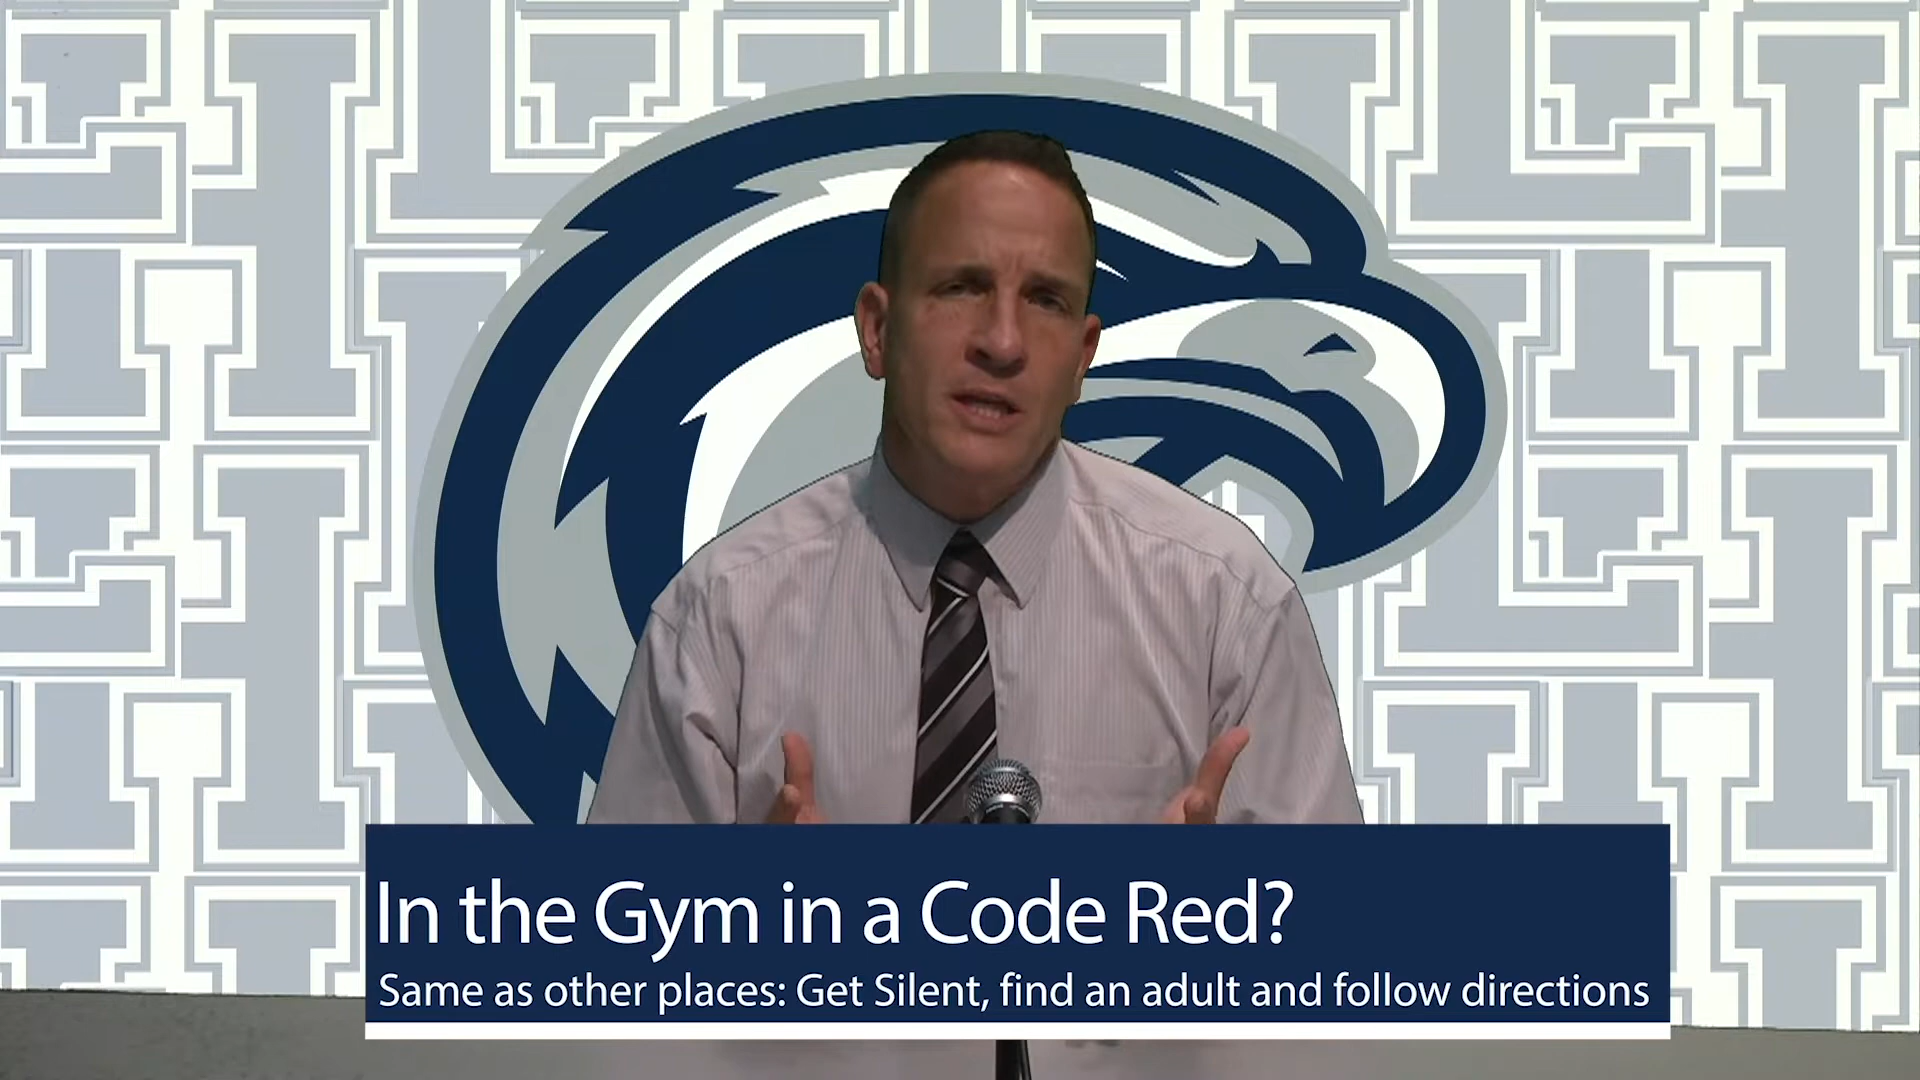 In the Gym in a Code Red?
Same as other places: Get Silent, find an adult and follow directions